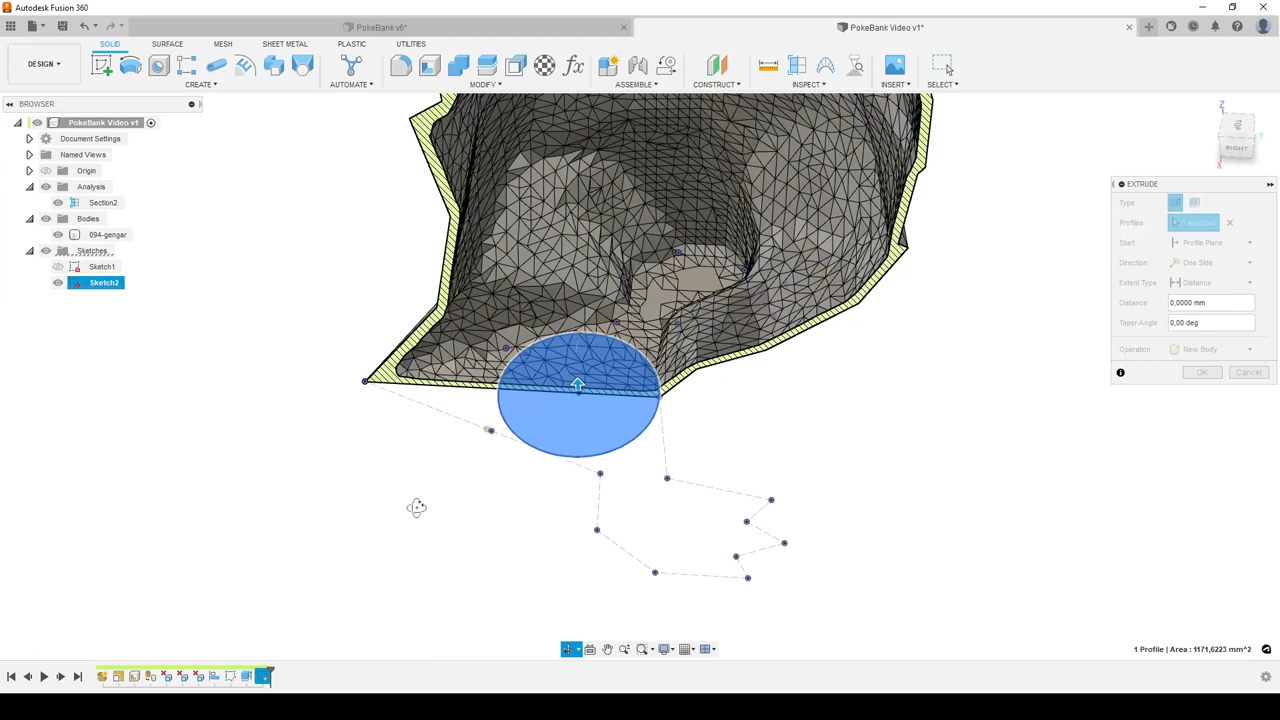 Autodesk Fusion 360
PokeBank v6*
PokeBank Video v1*
SOLID
SURFACE
MESH
SHEET METAL
PLASTIC
UTILITIES
DESIGN
CREATE
AUTOMATE
MODIFY
ASSEMBLE
CONSTRUCT
INSPECT
INSERT
SELECT
BROWSER
PokeBank Video v1
Document Settings
Named Views
Origin
Analysis
Section2
Bodies
094-gengar
Sketches
Sketch1
Sketch2
Z
RIGHT
X
EXTRUDE
Type
Profiles
1 selected
Start
Profile Plane
Direction
One Side
Extent Type
Distance
Distance
0,0000 mm
Taper Angle
0,00 deg
Operation
New Body
OK
Cancel
1 Profile | Area : 1171,6223 mm^2